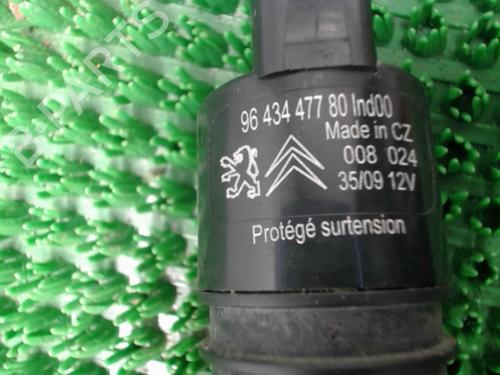 96 434 477 80 Ind00
Made in CZ
008 024
35/09 12V
Protégé surtension
B-PARTS